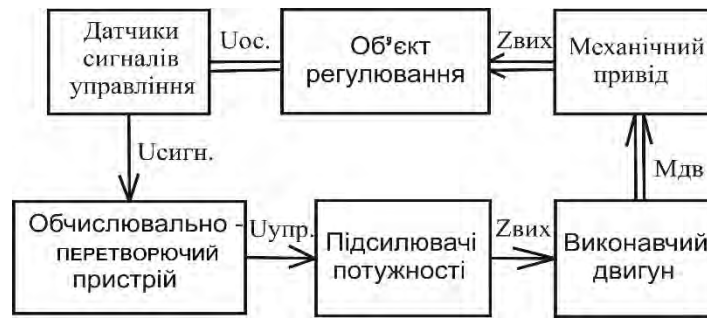 Датчики
сигналів
управління
Uос.
Об'єкт
регулювання
Zвих
Механічний
привід
Uсигн.
Мдв
Обчислювально -
ПЕРЕТВОРЮЧИЙ
пристрій
Uупр.
Підсилювачі
потужності
Zвих
Виконавчий
двигун